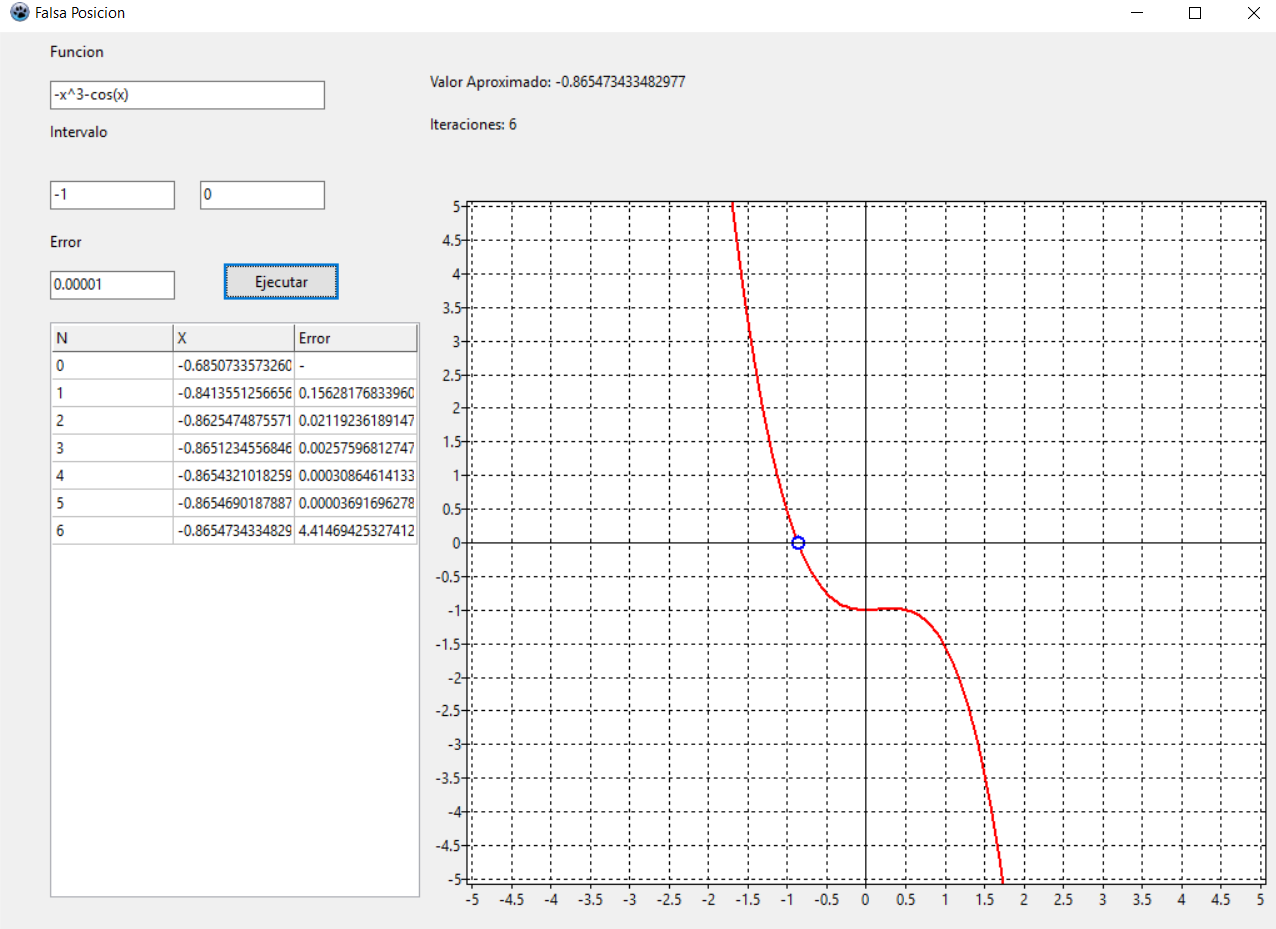 Falsa Posicion
Funcion
-x^3-cos(x)
Valor Aproximado: -0.865473433482977
Iteraciones: 6
Intervalo
-1 0
Error
0.00001
Ejecutar
N X Error
0 -0.6850733573260 -
1 -0.8413551256656 0.15628176833960
2 -0.8625474875571 0.02119236189147
3 -0.8651234556846 0.00257596812747
4 -0.8654321018259 0.00030864614133
5 -0.8654690187887 0.00003691696278
6 -0.8654734334829 4.41469425327412
5
4.5
4
3.5
3
2.5
2
1.5
1
0.5
0
-0.5
-1
-1.5
-2
-2.5
-3
-3.5
-4
-4.5
-5
-5 -4.5 -4 -3.5 -3 -2.5 -2 -1.5 -1 -0.5 0 0.5 1 1.5 2 2.5 3 3.5 4 4.5 5